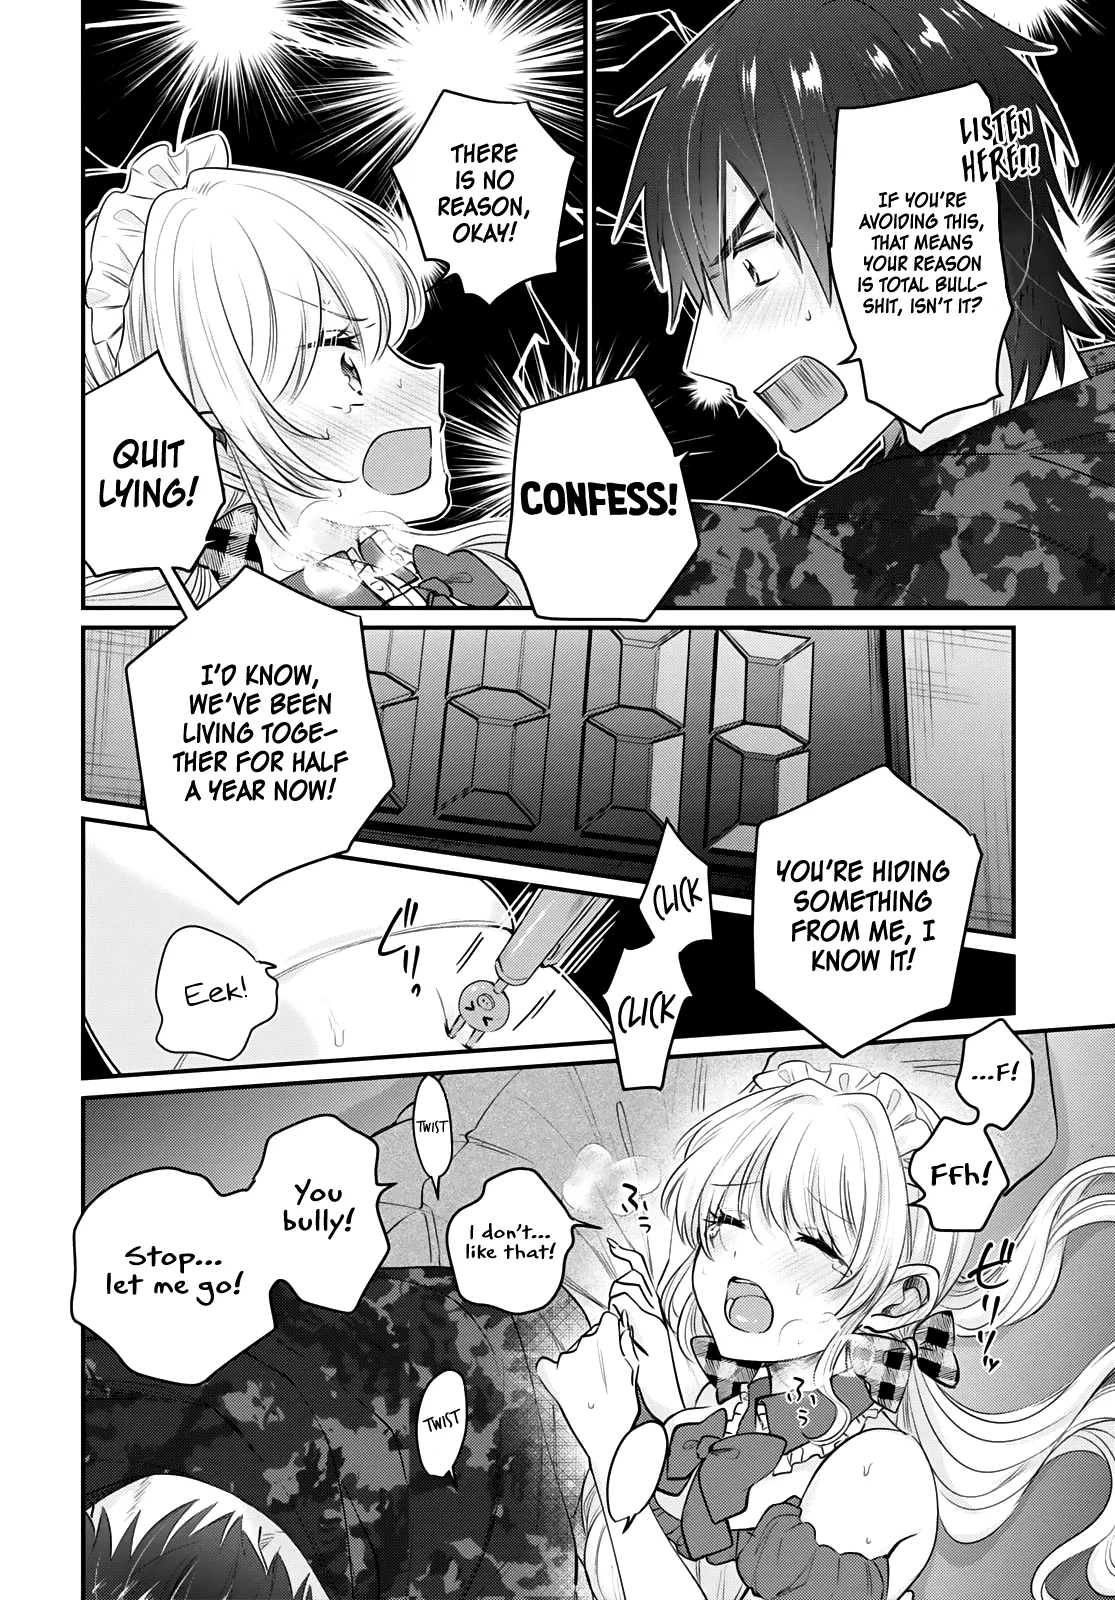 LISTEN
HERE!!
IF YOU'RE
AVOIDING THIS,
THAT MEANS
YOUR REASON
IS TOTAL BULL-
SHIT, ISN'T IT?
THERE
IS NO
REASON,
OKAY!
CONFESS!
QUIT
LYING!
I'D KNOW,
WE'VE BEEN
LIVING TOGE-
THER FOR HALF
A YEAR NOW!
YOU'RE HIDING
SOMETHING
FROM ME, I
KNOW IT!
CLICK
CLICK
Eek!
...F!
Ffh!
TWIST
I don't...
like that!
You
bully!
Stop...
let me go!
TWIST